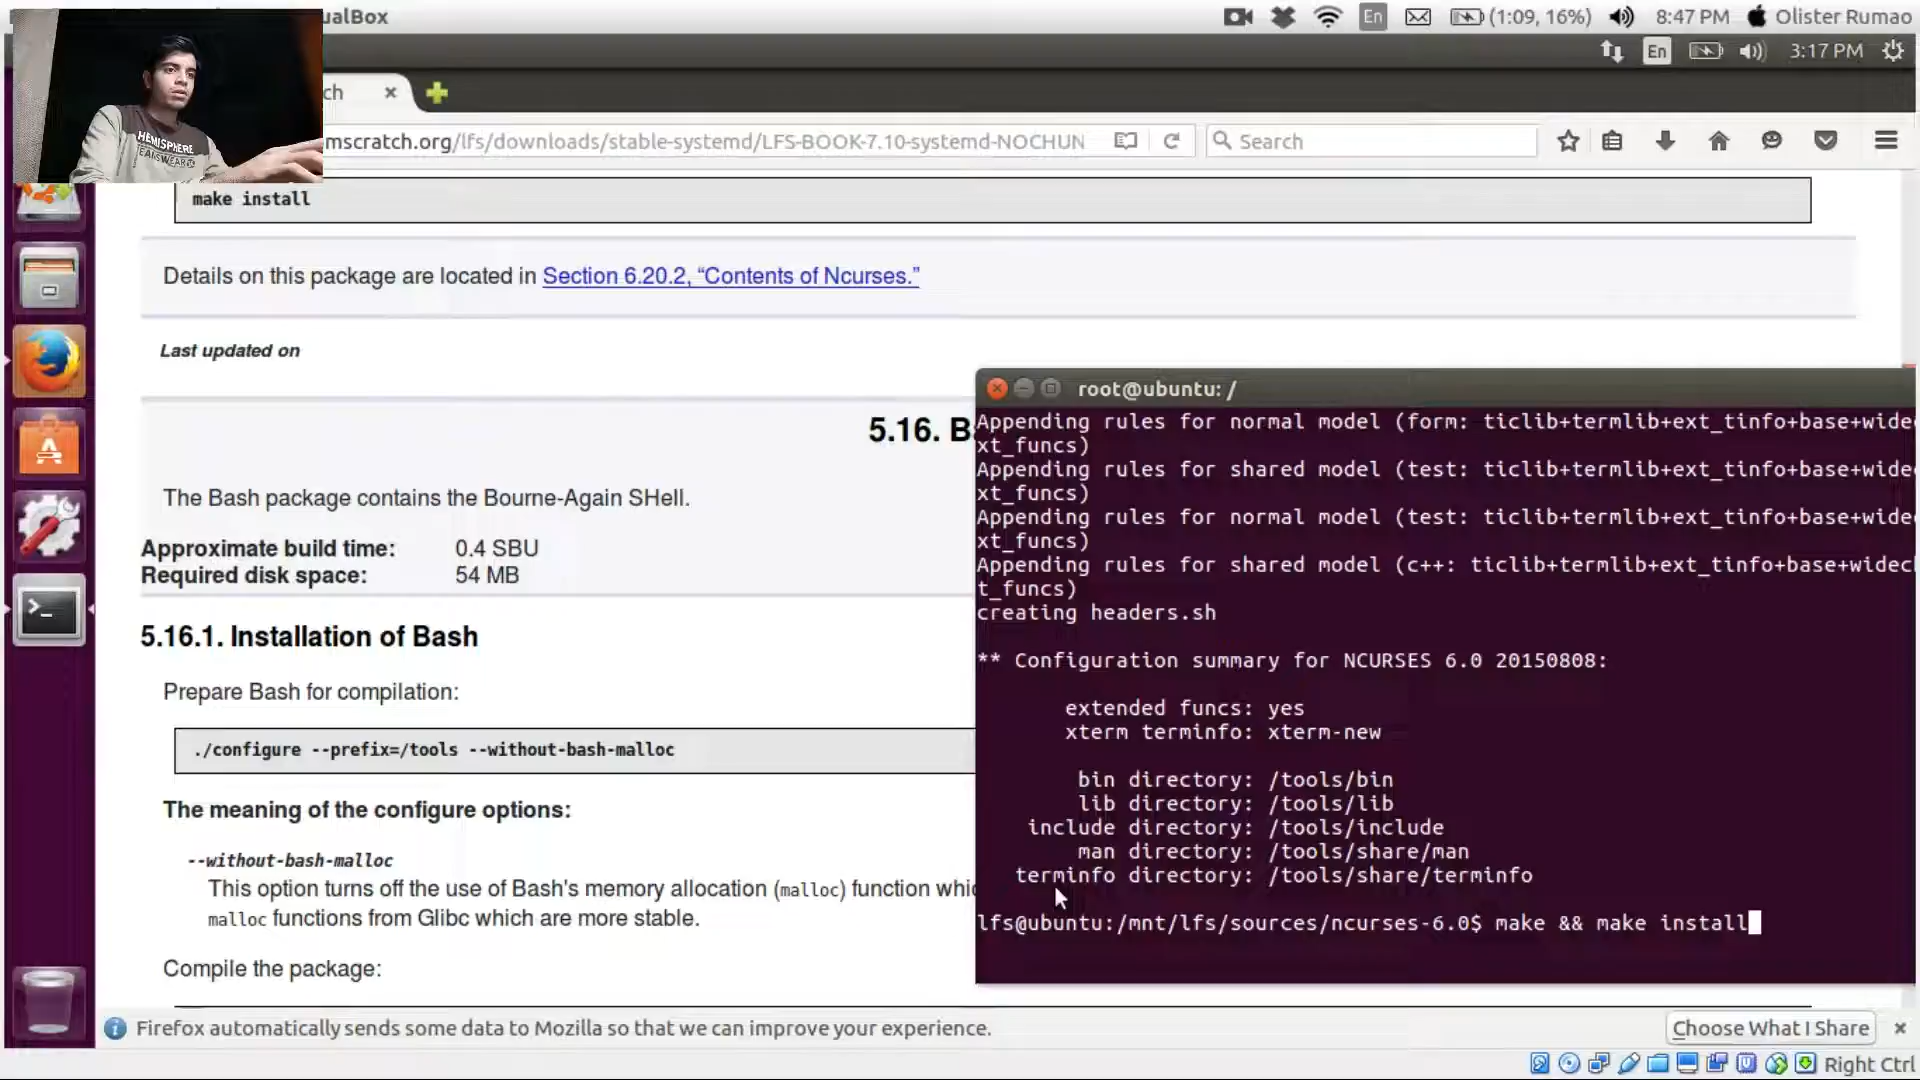 ualBox
En
(1:09, 16%)
8:47 PM
Olister Rumao
En
3:17 PM
ch
mscratch.org/lfs/downloads/stable-systemd/LFS-BOOK-7.10-systemd-NOCHUN
Search
HEMISPHERE
make install
Details on this package are located in Section 6.20.2, “Contents of Ncurses.”
Last updated on
5.16. B
The Bash package contains the Bourne-Again SHell.
Approximate build time: 0.4 SBU
Required disk space: 54 MB
5.16.1. Installation of Bash
Prepare Bash for compilation:
./configure --prefix=/tools --without-bash-malloc
The meaning of the configure options:
--without-bash-malloc
This option turns off the use of Bash's memory allocation (malloc) function whic
malloc functions from Glibc which are more stable.
Compile the package:
root@ubuntu: /
Appending rules for normal model (form: ticlib+termlib+ext_tinfo+base+wide
xt_funcs)
Appending rules for shared model (test: ticlib+termlib+ext_tinfo+base+wide
xt_funcs)
Appending rules for normal model (test: ticlib+termlib+ext_tinfo+base+wide
xt_funcs)
Appending rules for shared model (c++: ticlib+termlib+ext_tinfo+base+widec
t_funcs)
creating headers.sh
** Configuration summary for NCURSES 6.0 20150808:
extended funcs: yes
xterm terminfo: xterm-new
bin directory: /tools/bin
lib directory: /tools/lib
include directory: /tools/include
man directory: /tools/share/man
terminfo directory: /tools/share/terminfo
lfs@ubuntu:/mnt/lfs/sources/ncurses-6.0$ make && make install
Firefox automatically sends some data to Mozilla so that we can improve your experience.
Choose What I Share
Right Ctrl